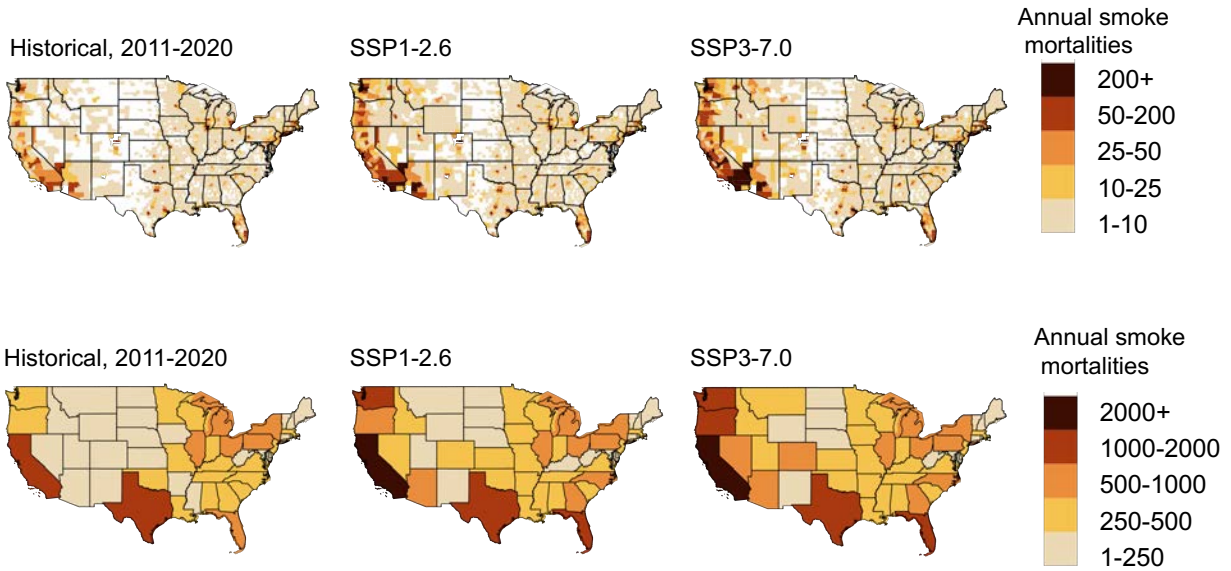 Historical, 2011-2020
SSP1-2.6
SSP3-7.0
Annual smoke
mortalities
200+
50-200
25-50
10-25
1-10
Historical, 2011-2020
SSP1-2.6
SSP3-7.0
Annual smoke
mortalities
2000+
1000-2000
500-1000
250-500
1-250